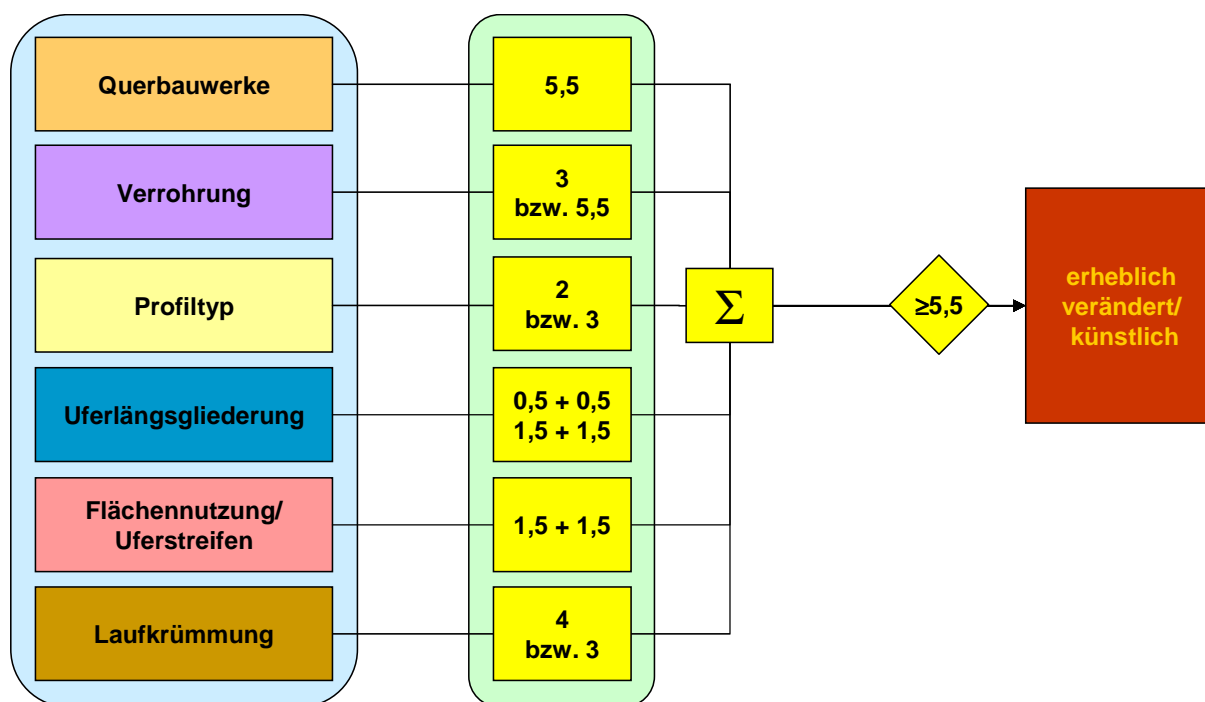 Querbauwerke
5,5
Verrohrung
3
bzw. 5,5
Profiltyp
2
bzw. 3
Uferlängsgliederung
0,5 + 0,5
1,5 + 1,5
Flächennutzung/
Uferstreifen
1,5 + 1,5
Laufkrümmung
4
bzw. 3
Σ
≥5,5
erheblich
verändert/
künstlich